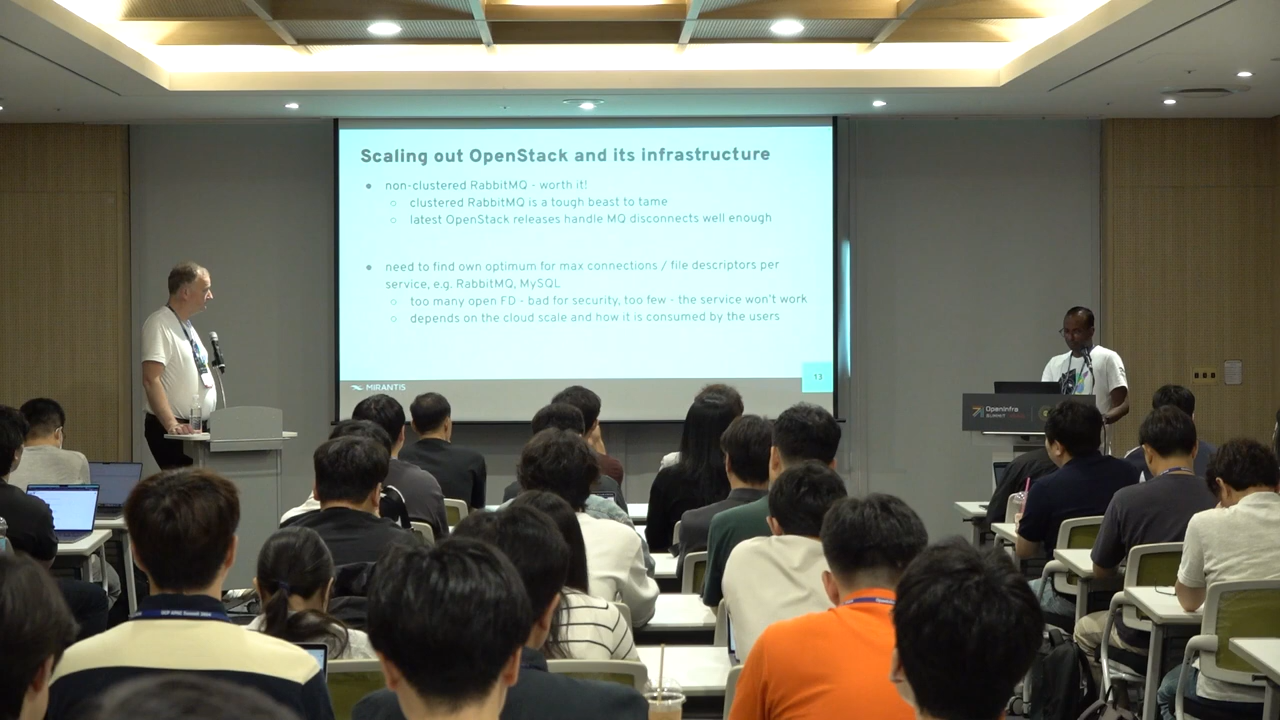 Scaling out OpenStack and its infrastructure
non-clustered RabbitMQ - worth it!
clustered RabbitMQ is a tough beast to tame
latest OpenStack releases handle MQ disconnects well enough
need to find own optimum for max connections / file descriptors per
service, e.g. RabbitMQ, MySQL
too many open FD - bad for security, too few - the service won't work
depends on the cloud scale and how it is consumed by the users
MIRANTIS
13
OpenInfra
SUMMIT